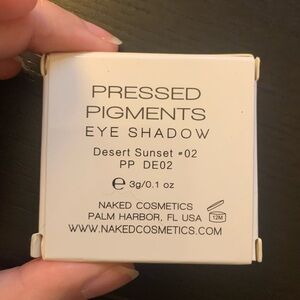 PRESSED
PIGMENTS
EYE SHADOW
Desert Sunset #02
PP DE02
℮ 3g/0.1 oz
NAKED COSMETICS
PALM HARBOR, FL USA
12M
WWW.NAKEDCOSMETICS.COM